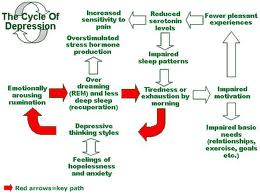 The Cycle Of
Depression
Increased
sensitivity to
pain
Reduced
serotonin
levels
Fewer pleasant
experiences
Overstimulated
stress hormone
production
Impaired
sleep patterns
Emotionally
arousing
rumination
Over
dreaming
(REM) and less
deep sleep
(recuperation)
Tiredness or
exhaustion by
morning
Impaired
motivation
Depressive
thinking styles
Impaired basic
needs
(relationships,
exercise, goals
etc.)
Feelings of
hopelessness
and anxiety
Red arrows=key path